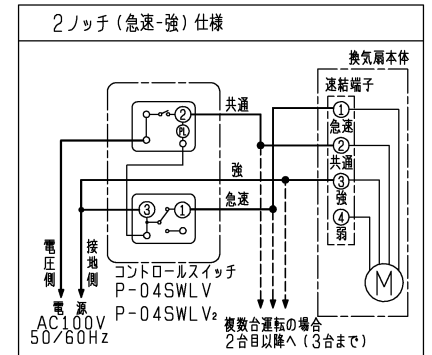 2ノッチ(急速-強)仕様
換気扇本体
速結端子
共通
①
急速
②
共通
③
強
④
弱
②
PL
強
急速
③ ①
M
電圧側
接地側
電源
AC100V
50/60Hz
コントロールスイッチ
P-04SWLV
P-04SWLV₂
複数台運転の場合
2台目以降へ(3台まで)